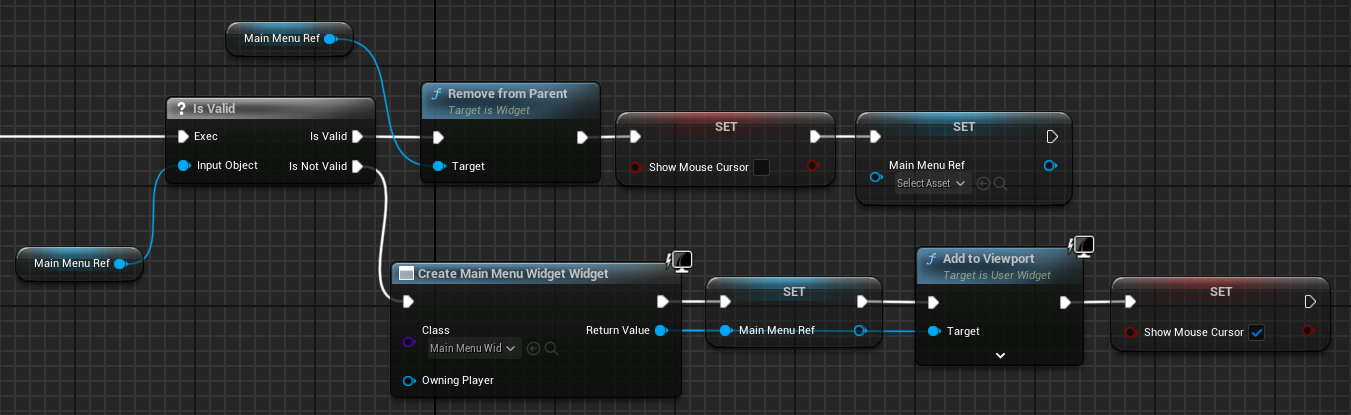 Main Menu Ref
? Is Valid
Exec
Is Valid
Input Object
Is Not Valid
Main Menu Ref
f Remove from Parent
Target is Widget
Target
SET
Show Mouse Cursor
SET
Main Menu Ref
Select Asset
Create Main Menu Widget Widget
Class
Return Value
Main Menu Wid
Owning Player
SET
Main Menu Ref
f Add to Viewport
Target is User Widget
Target
SET
Show Mouse Cursor